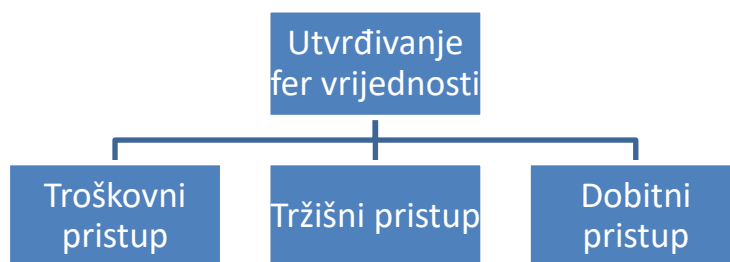 Utvrđivanje
fer vrijednosti
Troškovni
pristup
Tržišni pristup
Dobitni
pristup